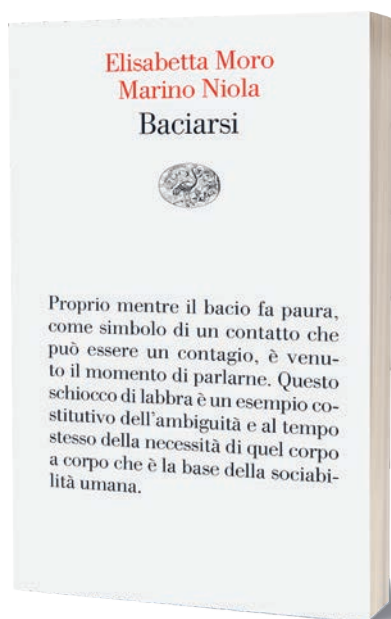 Elisabetta Moro
Marino Niola
Baciarsi
Proprio mentre il bacio fa paura,
come simbolo di un contatto che
può essere un contagio, è venu-
to il momento di parlarne. Questo
schiocco di labbra è un esempio co-
stitutivo dell'ambiguità e al tempo
stesso della necessità di quel corpo
a corpo che è la base della sociabi-
lità umana.